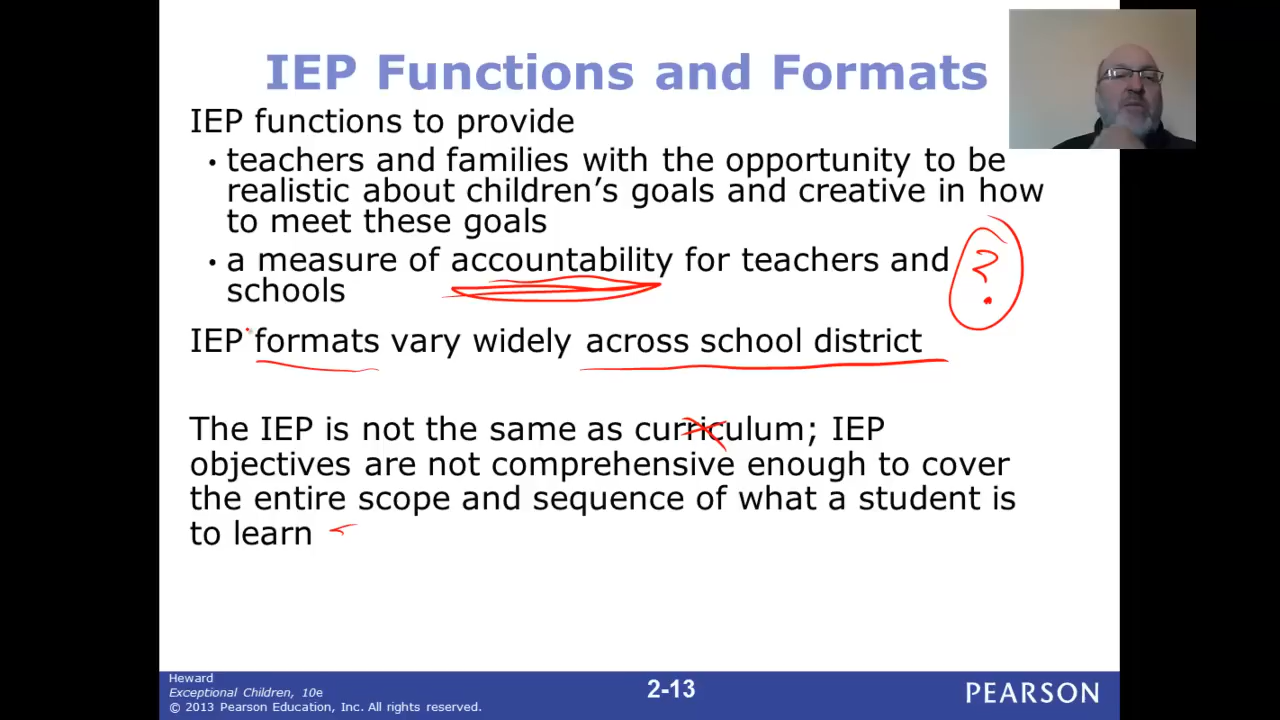 IEP Functions and Formats
IEP functions to provide
• teachers and families with the opportunity to be
realistic about children’s goals and creative in how
to meet these goals
• a measure of accountability for teachers and
schools
?
IEP formats vary widely across school district
The IEP is not the same as curriculum; IEP
objectives are not comprehensive enough to cover
the entire scope and sequence of what a student is
to learn
Heward
Exceptional Children, 10e
© 2013 Pearson Education, Inc. All rights reserved.
2-13
PEARSON